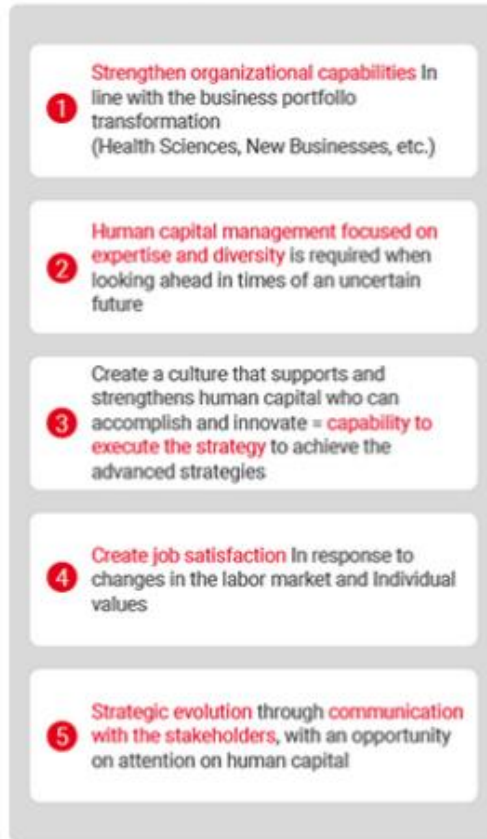 1
Strengthen organizational capabilities In
line with the business portfollo
transformation
(Health Sciences, New Businesses, etc.)
2
Human capital management focused on
expertise and diversity is required when
looking ahead in times of an uncertain
future
3
Create a culture that supports and
strengthens human capital who can
accomplish and innovate = capability to
execute the strategy to achieve the
advanced strategies
4
Create job satisfaction In response to
changes in the labor market and Individual
values
5
Strategic evolution through communication
with the stakeholders, with an opportunity
on attention on human capital